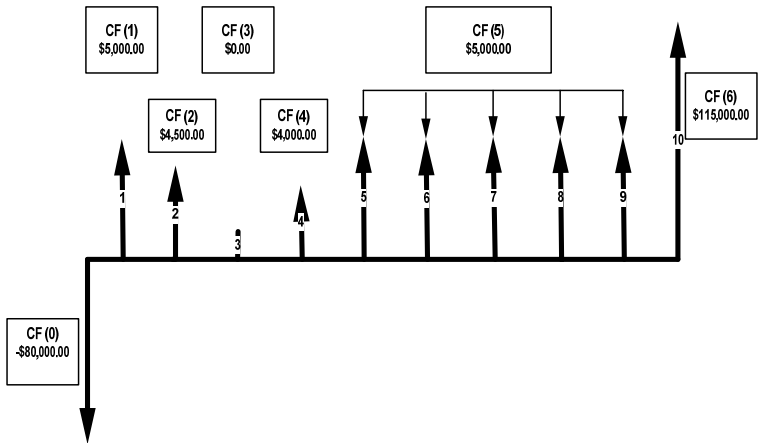 CF (1)
$5,000.00
CF (3)
$0.00
CF (5)
$5,000.00
CF (2)
$4,500.00
CF (4)
$4,000.00
CF (6)
$115,000.00
1
2
3
4
5
6
7
8
9
10
CF (0)
-$80,000.00